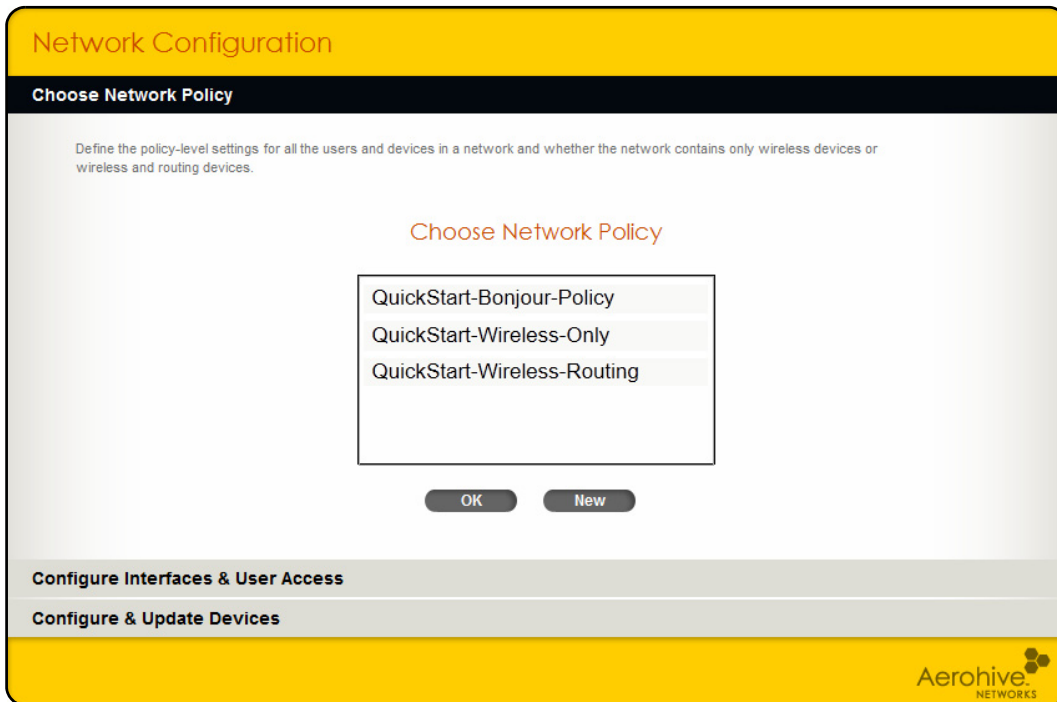 Network Configuration
Choose Network Policy
Define the policy-level settings for all the users and devices in a network and whether the network contains only wireless devices or
wireless and routing devices.
Choose Network Policy
QuickStart-Bonjour-Policy
QuickStart-Wireless-Only
QuickStart-Wireless-Routing
OK New
Configure Interfaces & User Access
Configure & Update Devices
Aerohive™
NETWORKS